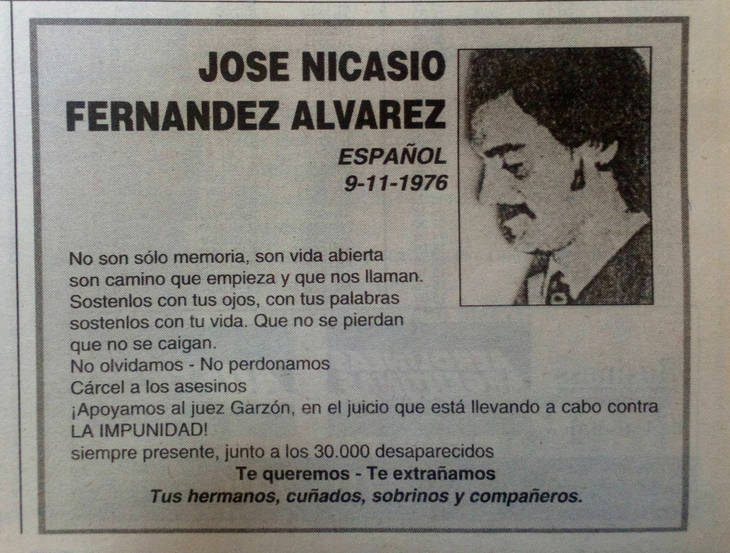 JOSE NICASIO
FERNANDEZ ALVAREZ
ESPAÑOL
9-11-1976
No son sólo memoria, son vida abierta
son camino que empieza y que nos llaman.
Sostenlos con tus ojos, con tus palabras
sostenlos con tu vida. Que no se pierdan
que no se caigan.
No olvidamos - No perdonamos
Cárcel a los asesinos
¡Apoyamos al juez Garzón, en el juicio que está llevando a cabo contra
LA IMPUNIDAD!
siempre presente, junto a los 30.000 desaparecidos
Te queremos - Te extrañamos
Tus hermanos, cuñados, sobrinos y compañeros.